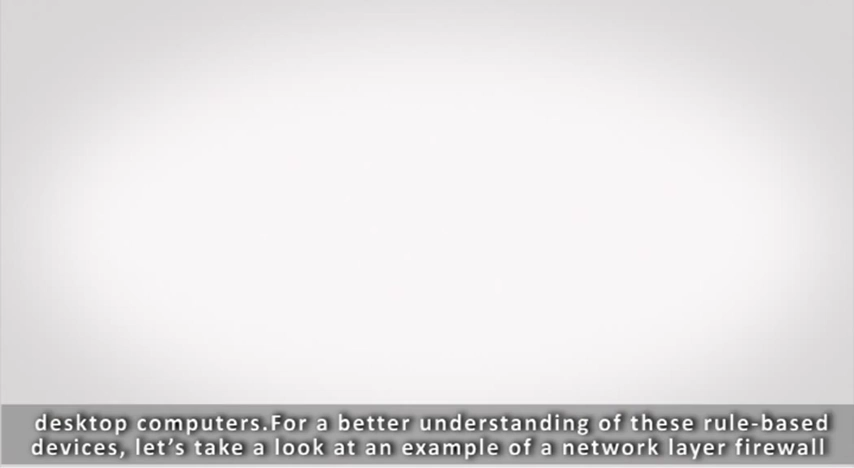 desktop computers.For a better understanding of these rule-based
devices, let’s take a look at an example of a network layer firewall